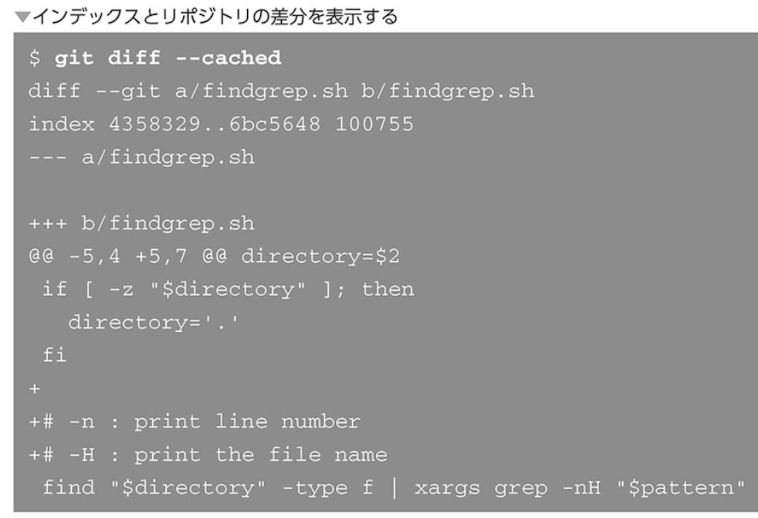 ▼インデックスとリポジトリの差分を表示する
$ git diff --cached
diff --git a/findgrep.sh b/findgrep.sh
index 4358329..6bc5648 100755
--- a/findgrep.sh

+++ b/findgrep.sh
@@ -5,4 +5,7 @@ directory=$2
 if [ -z "$directory" ]; then
   directory='.'
 fi
+
+# -n : print line number
+# -H : print the file name
 find "$directory" -type f | xargs grep -nH "$pattern"